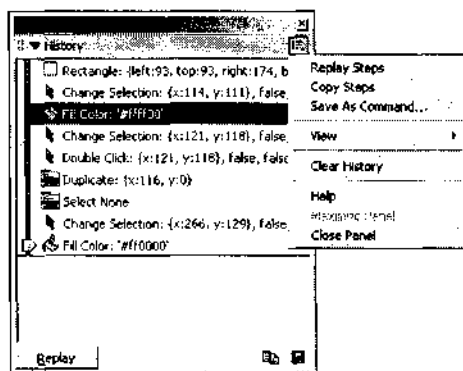 History
Rectangle: {left:93, top:93, right:174, b
Change Selection: {x:114, y:111}, false,
Fill Color: '#ffff00'
Change Selection: {x:121, y:118}, false,
Double Click: {x:121, y:118}, false, false
Duplicate: {x:116, y:0}
Select None
Change Selection: {x:266, y:129}, false,
Fill Color: '#ff0000'
Replay
Replay Steps
Copy Steps
Save As Command...
View
Clear History
Help
Maximize Panel
Close Panel